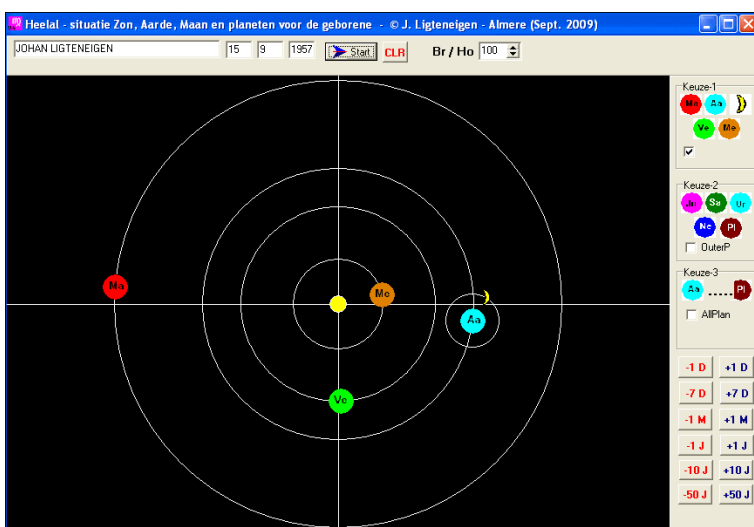 Heelal - situatie Zon, Aarde, Maan en planeten voor de geborene - © J. Ligteneigen - Almere (Sept. 2009)
JOHAN LIGTENEIGEN 15 9 1957 Start CLR Br / Ho 100
Keuze-1
Ma Aa
Ve Me
Keuze-2
Ju Sa Ur
Ne Pl
OuterP
Keuze-3
Aa ..... Pl
AllPlan
Ma
Me
Aa
Ve
-1 D +1 D
-7 D +7 D
-1 M +1 M
-1 J +1 J
-10 J +10 J
-50 J +50 J